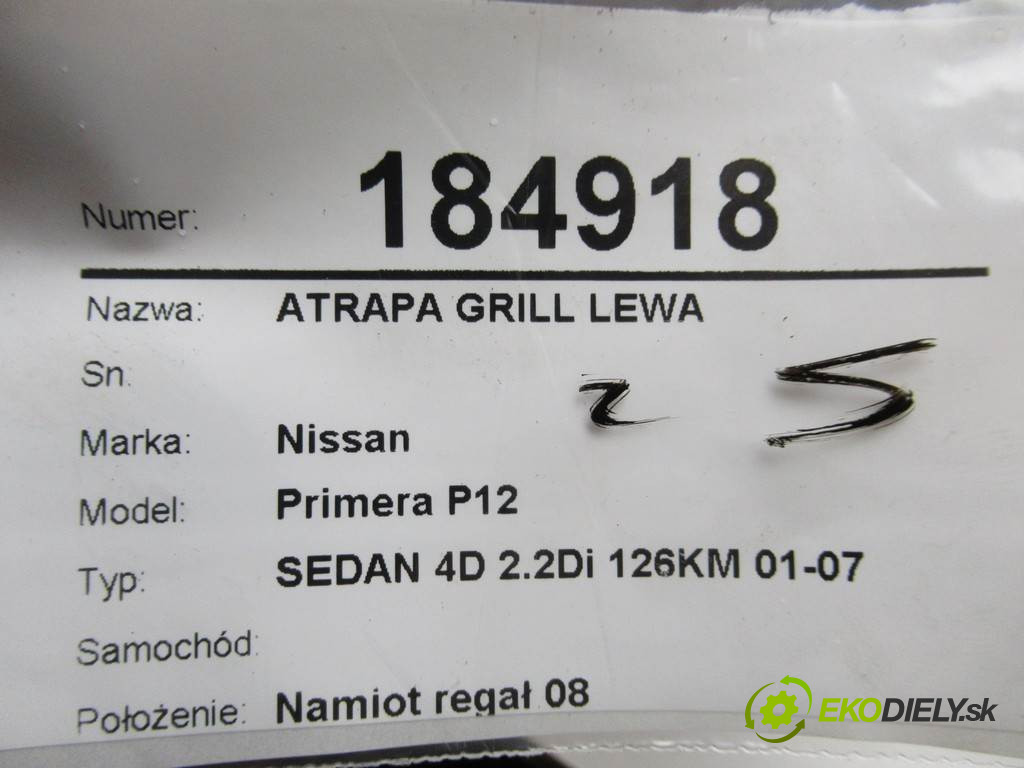 Numer: 184918
Nazwa: ATRAPA GRILL LEWA
Sn:
25
Marka: Nissan
Model: Primera P12
Typ: SEDAN 4D 2.2Di 126KM 01-07
Samochód:
Położenie: Namiot regał 08
EKODIELY.sk